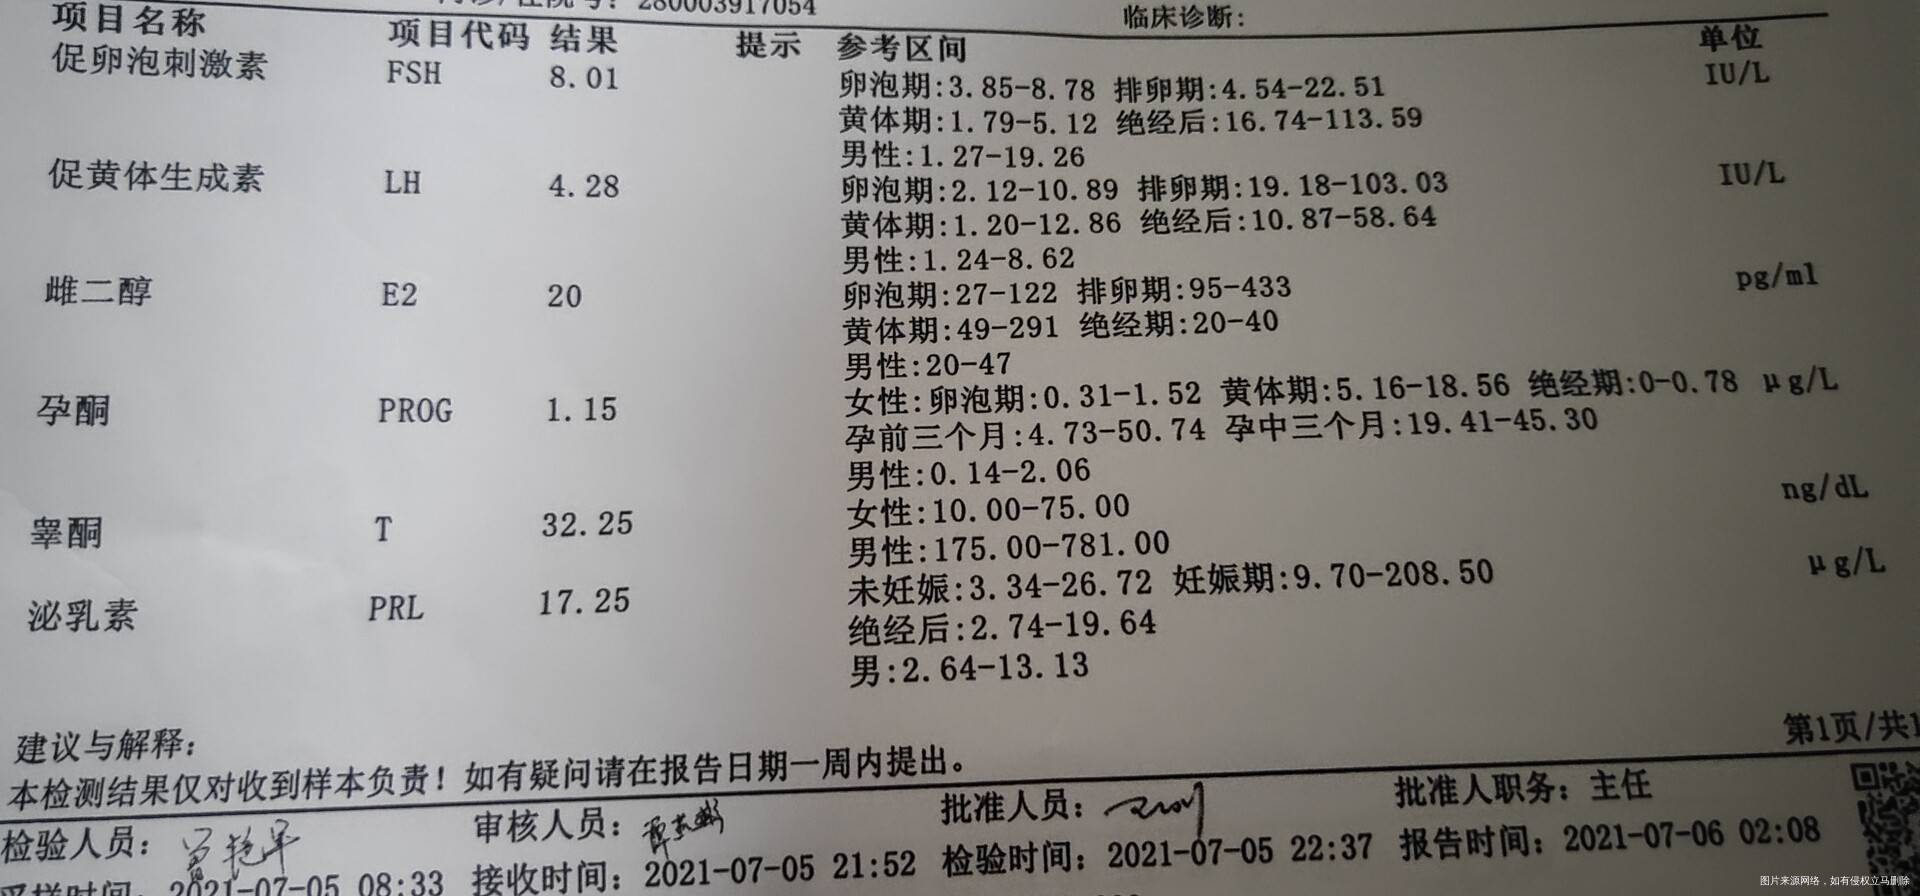 280003917054 临床诊断:
项目名称 项目代码 结果 提示 参考区间 单位
促卵泡刺激素 FSH 8.01 卵泡期:3.85-8.78 排卵期:4.54-22.51 IU/L
黄体期:1.79-5.12 绝经后:16.74-113.59
男性:1.27-19.26
促黄体生成素 LH 4.28 卵泡期:2.12-10.89 排卵期:19.18-103.03 IU/L
黄体期:1.20-12.86 绝经后:10.87-58.64
男性:1.24-8.62
雌二醇 E2 20 卵泡期:27-122 排卵期:95-433 pg/ml
黄体期:49-291 绝经期:20-40
男性:20-47
孕酮 PROG 1.15 女性:卵泡期:0.31-1.52 黄体期:5.16-18.56 绝经期:0-0.78 μg/L
孕前三个月:4.73-50.74 孕中三个月:19.41-45.30
男性:0.14-2.06
睾酮 T 32.25 女性:10.00-75.00 ng/dL
男性:175.00-781.00
泌乳素 PRL 17.25 未妊娠:3.34-26.72 妊娠期:9.70-208.50 μg/L
绝经后:2.74-19.64
男:2.64-13.13
建议与解释: 第1页/共1
本检测结果仅对收到样本负责!如有疑问请在报告日期一周内提出。
检验人员: 审核人员: 批准人员: 批准人职务:主任
采样时间: 2021-07-05 08:33 接收时间:2021-07-05 21:52 检验时间:2021-07-05 22:37 报告时间:2021-07-06 02:08
图片来源网络，如有侵权立马删除